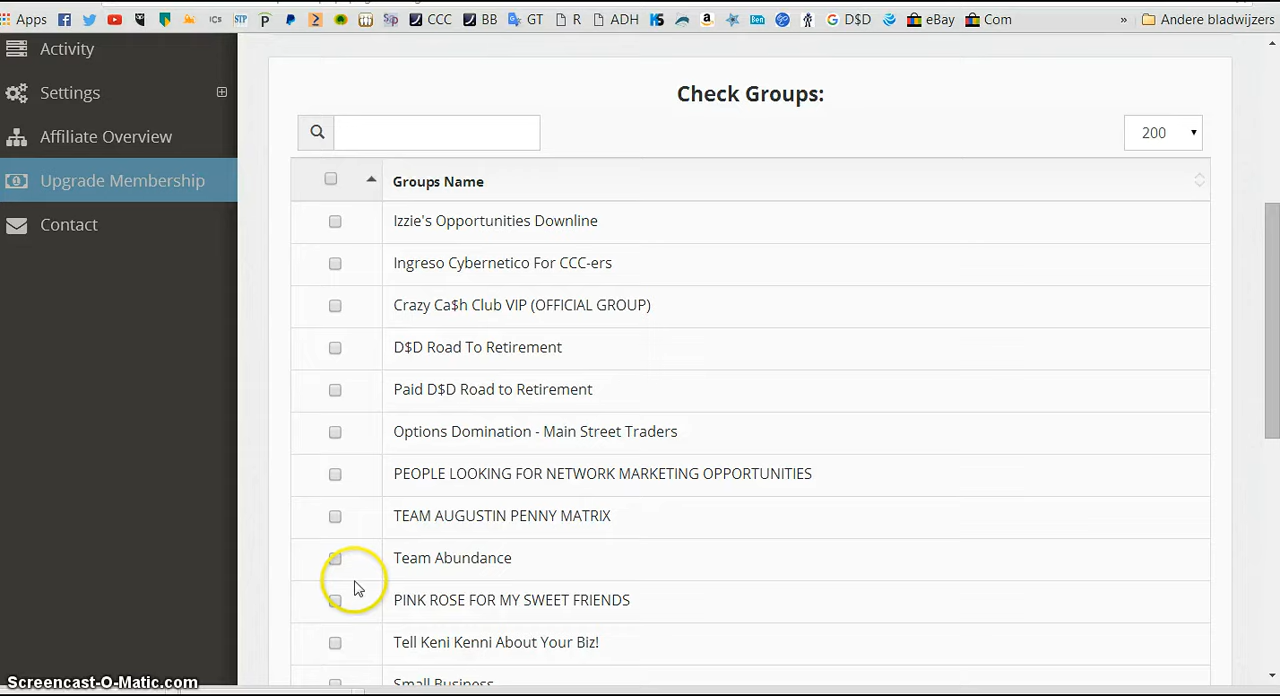 Apps CCC BB GT R ADH D$D eBay Com » Andere bladwijzers
Activity
Settings
Affiliate Overview
Upgrade Membership
Contact
Check Groups:
200
Groups Name
Izzie's Opportunities Downline
Ingreso Cybernetico For CCC-ers
Crazy Ca$h Club VIP (OFFICIAL GROUP)
D$D Road To Retirement
Paid D$D Road to Retirement
Options Domination - Main Street Traders
PEOPLE LOOKING FOR NETWORK MARKETING OPPORTUNITIES
TEAM AUGUSTIN PENNY MATRIX
Team Abundance
PINK ROSE FOR MY SWEET FRIENDS
Tell Keni Kenni About Your Biz!
Small Business
Screencast-O-Matic.com